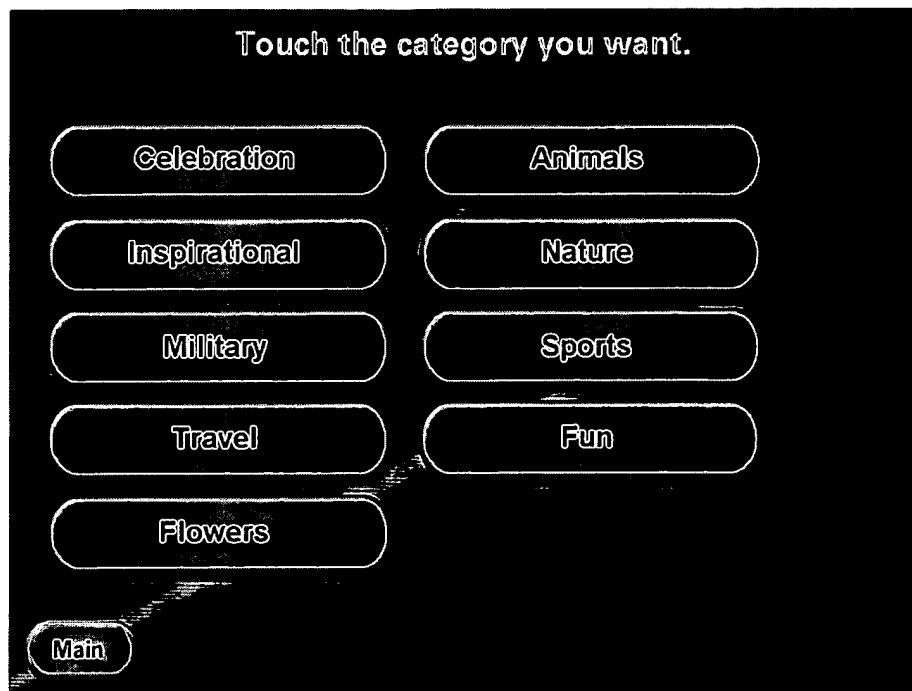 Touch the category you want.
Celebration
Animals
Inspirational
Nature
Military
Sports
Travel
Fun
Flowers
Main